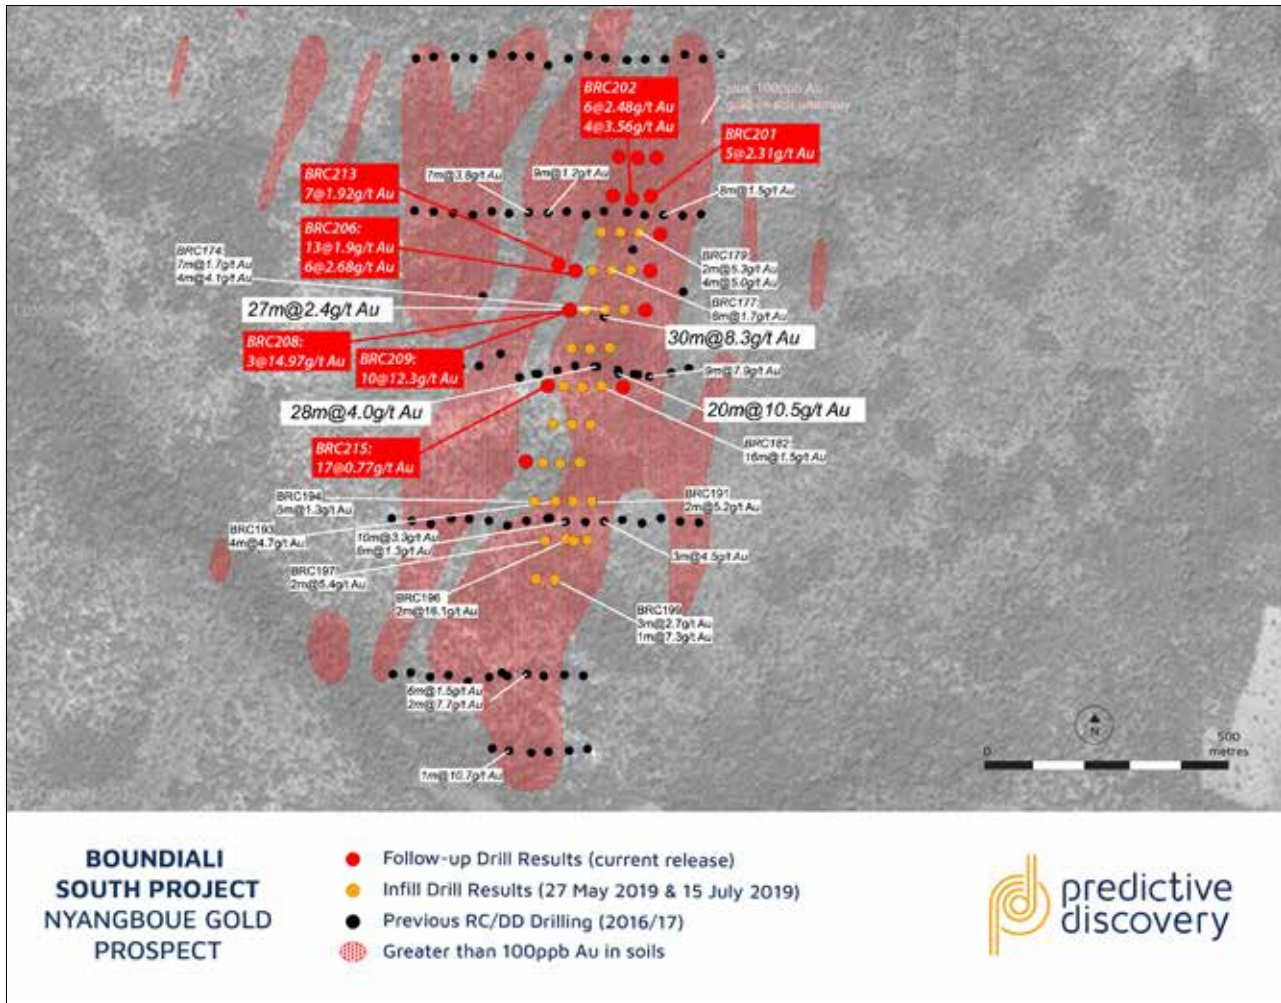 BRC202
6@2.48g/t Au
4@3.56g/t Au
plus 100ppb Au
BRC201
5@2.31g/t Au
BRC213
7@1.92g/t Au
7m@3.8g/t Au
9m@1.2g/t Au
8m@1.5g/t Au
BRC206:
13@1.9g/t Au
6@2.68g/t Au
BRC174:
7m@1.7g/t Au
4m@4.1g/t Au
BRC179:
2m@5.3g/t Au
4m@5.0g/t Au
BRC177:
6m@1.7g/t Au
27m@2.4g/t Au
30m@8.3g/t Au
BRC208:
3@14.97g/t Au
BRC209:
10@12.3g/t Au
9m@7.9g/t Au
28m@4.0g/t Au
20m@10.5g/t Au
BRC215:
17@0.77g/t Au
BRC182:
16m@1.5g/t Au
BRC194:
5m@1.3g/t Au
BRC191
2m@5.2g/t Au
BRC193
4m@4.7g/t Au
10m@3.3g/t Au
6m@1.3g/t Au
3m@4.5g/t Au
BRC197:
2m@5.4g/t Au
BRC196
2m@16.1g/t Au
BRC199
3m@2.7g/t Au
1m@7.3g/t Au
6m@1.5g/t Au
2m@7.7g/t Au
1m@10.7g/t Au
N
0
500
metres
BOUNDIALI
SOUTH PROJECT
NYANGBOUE GOLD
PROSPECT
Follow-up Drill Results (current release)
Infill Drill Results (27 May 2019 & 15 July 2019)
Previous RC/DD Drilling (2016/17)
Greater than 100ppb Au in soils
predictive
discovery